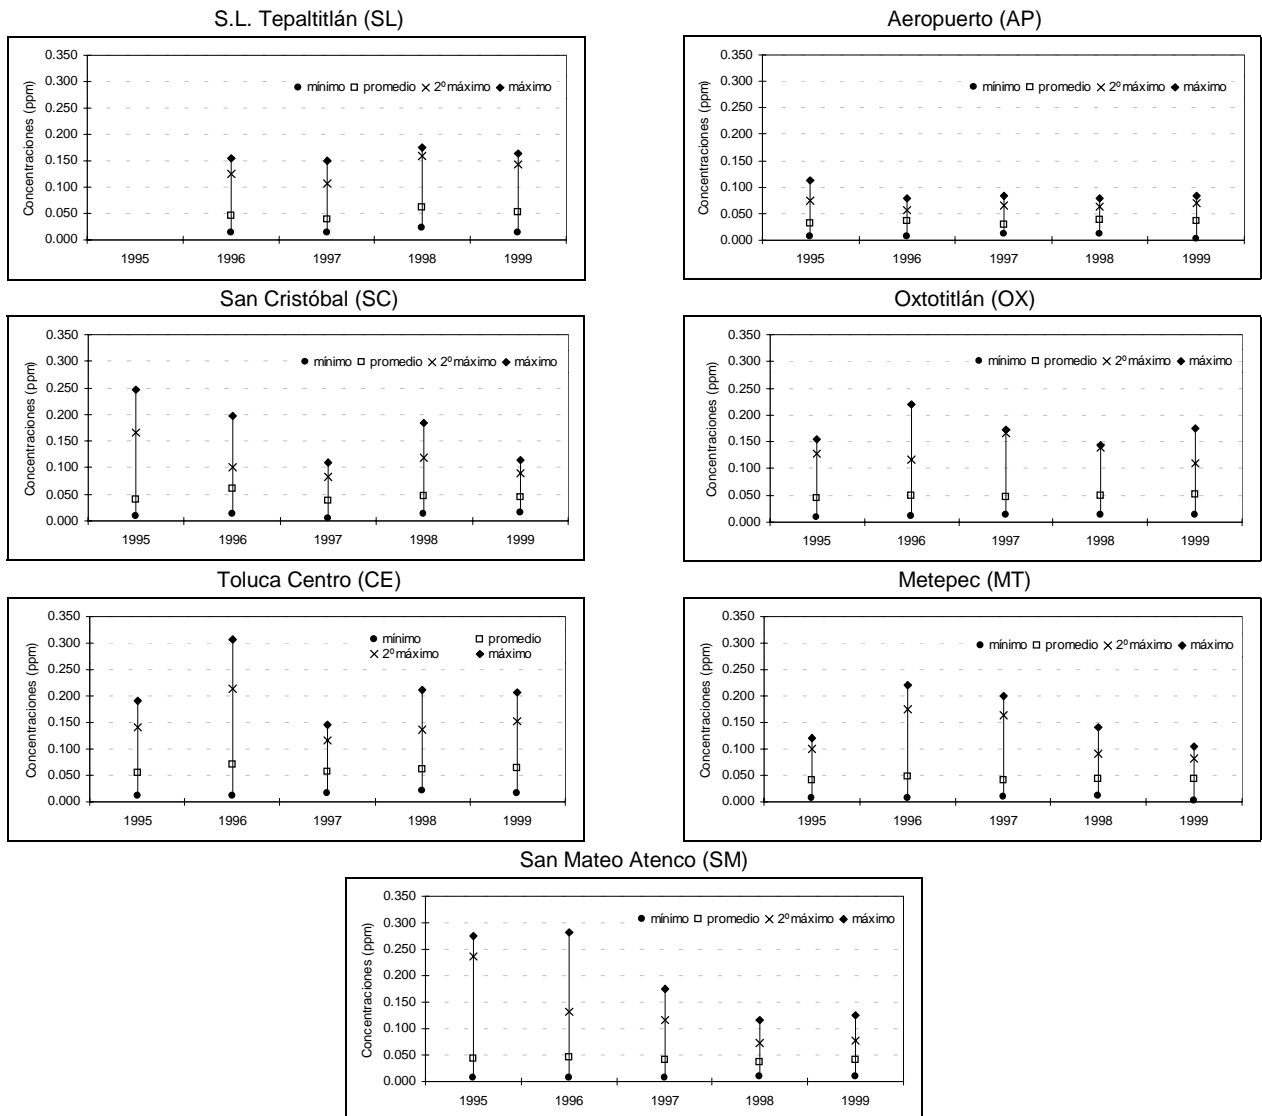 S.L. Tepaltitlán (SL)
Concentraciones (ppm)
0.350
0.300
0.250
0.200
0.150
0.100
0.050
0.000
mínimo promedio 2º máximo máximo
1995 1996 1997 1998 1999
Aeropuerto (AP)
Concentraciones (ppm)
0.350
0.300
0.250
0.200
0.150
0.100
0.050
0.000
mínimo promedio 2º máximo máximo
1995 1996 1997 1998 1999
San Cristóbal (SC)
Concentraciones (ppm)
0.350
0.300
0.250
0.200
0.150
0.100
0.050
0.000
mínimo promedio 2º máximo máximo
1995 1996 1997 1998 1999
Oxtotitlán (OX)
Concentraciones (ppm)
0.350
0.300
0.250
0.200
0.150
0.100
0.050
0.000
mínimo promedio 2º máximo máximo
1995 1996 1997 1998 1999
Toluca Centro (CE)
Concentraciones (ppm)
0.350
0.300
0.250
0.200
0.150
0.100
0.050
0.000
mínimo promedio
2º máximo máximo
1995 1996 1997 1998 1999
Metepec (MT)
Concentraciones (ppm)
0.350
0.300
0.250
0.200
0.150
0.100
0.050
0.000
mínimo promedio 2º máximo máximo
1995 1996 1997 1998 1999
San Mateo Atenco (SM)
Concentraciones (ppm)
0.350
0.300
0.250
0.200
0.150
0.100
0.050
0.000
mínimo promedio 2º máximo máximo
1995 1996 1997 1998 1999